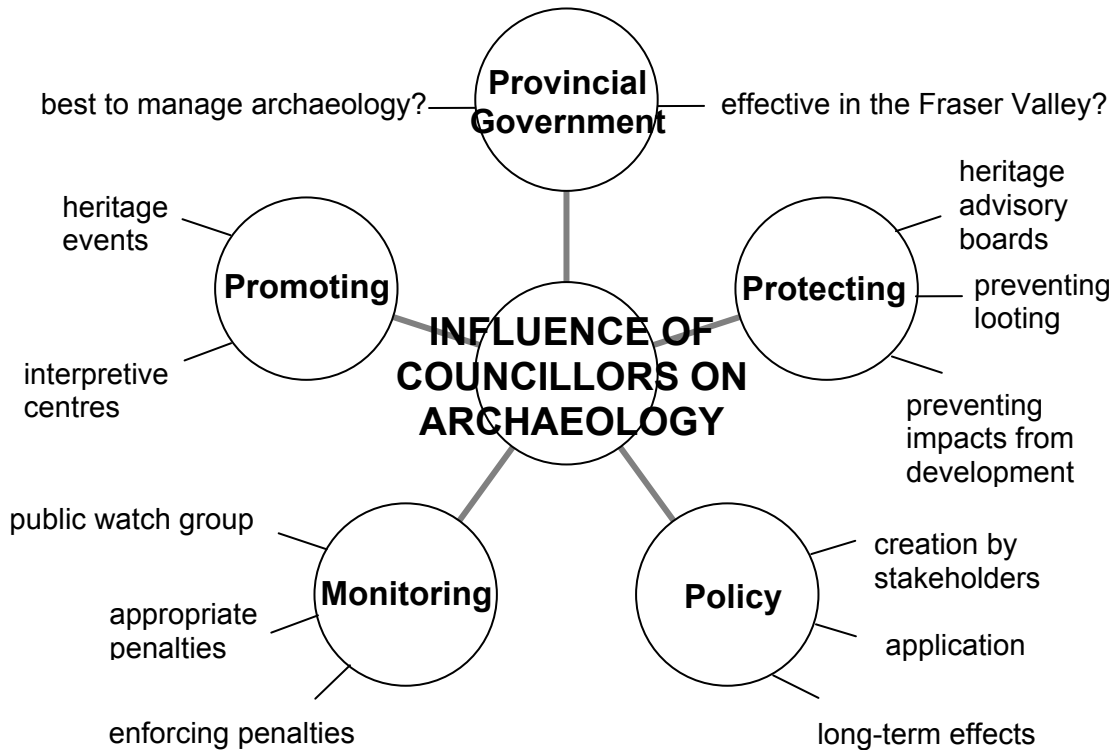 best to manage archaeology?
Provincial
Government
effective in the Fraser Valley?
heritage
events
Promoting
interpretive
centres
heritage
advisory
boards
Protecting
preventing
looting
preventing
impacts from
development
INFLUENCE OF
COUNCILLORS ON
ARCHAEOLOGY
public watch group
Monitoring
appropriate
penalties
enforcing penalties
Policy
creation by
stakeholders
application
long-term effects